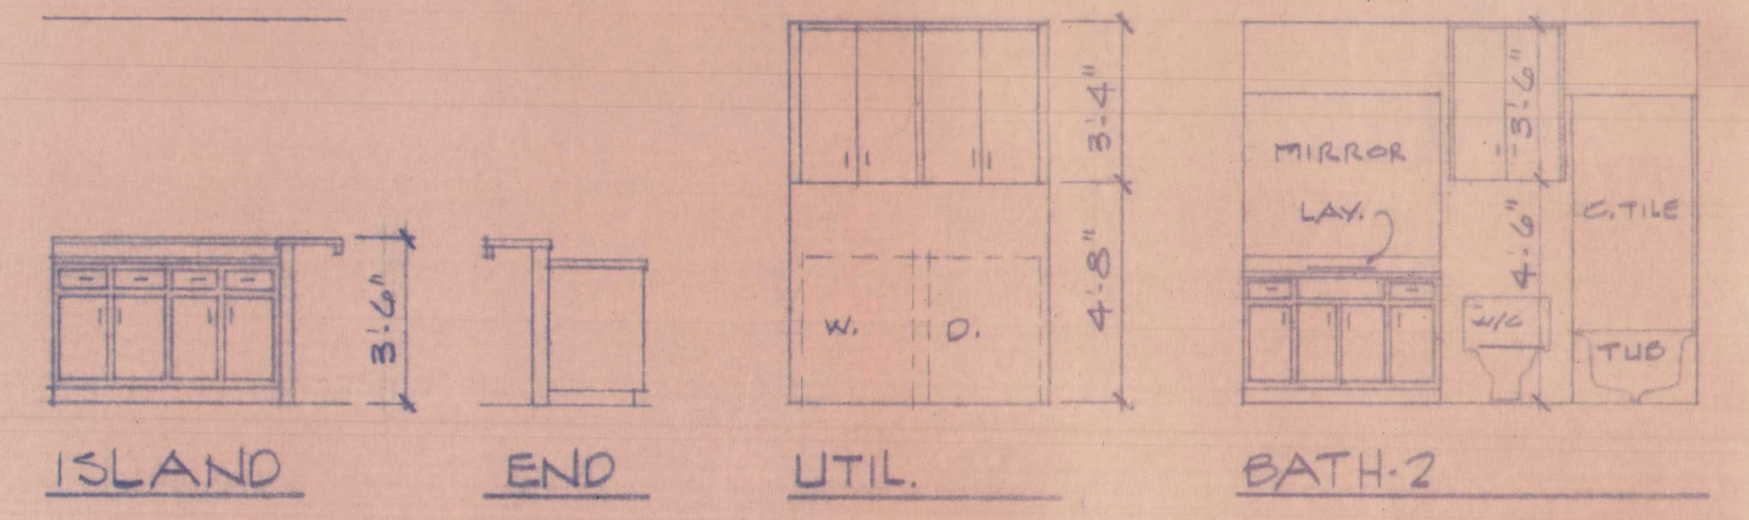 3'-6"
ISLAND
END
3'-4"
4'-8"
W.
D.
UTIL.
3'-6"
MIRROR
LAV.
4'-6"
C. TILE
W/C
TUB
BATH-2